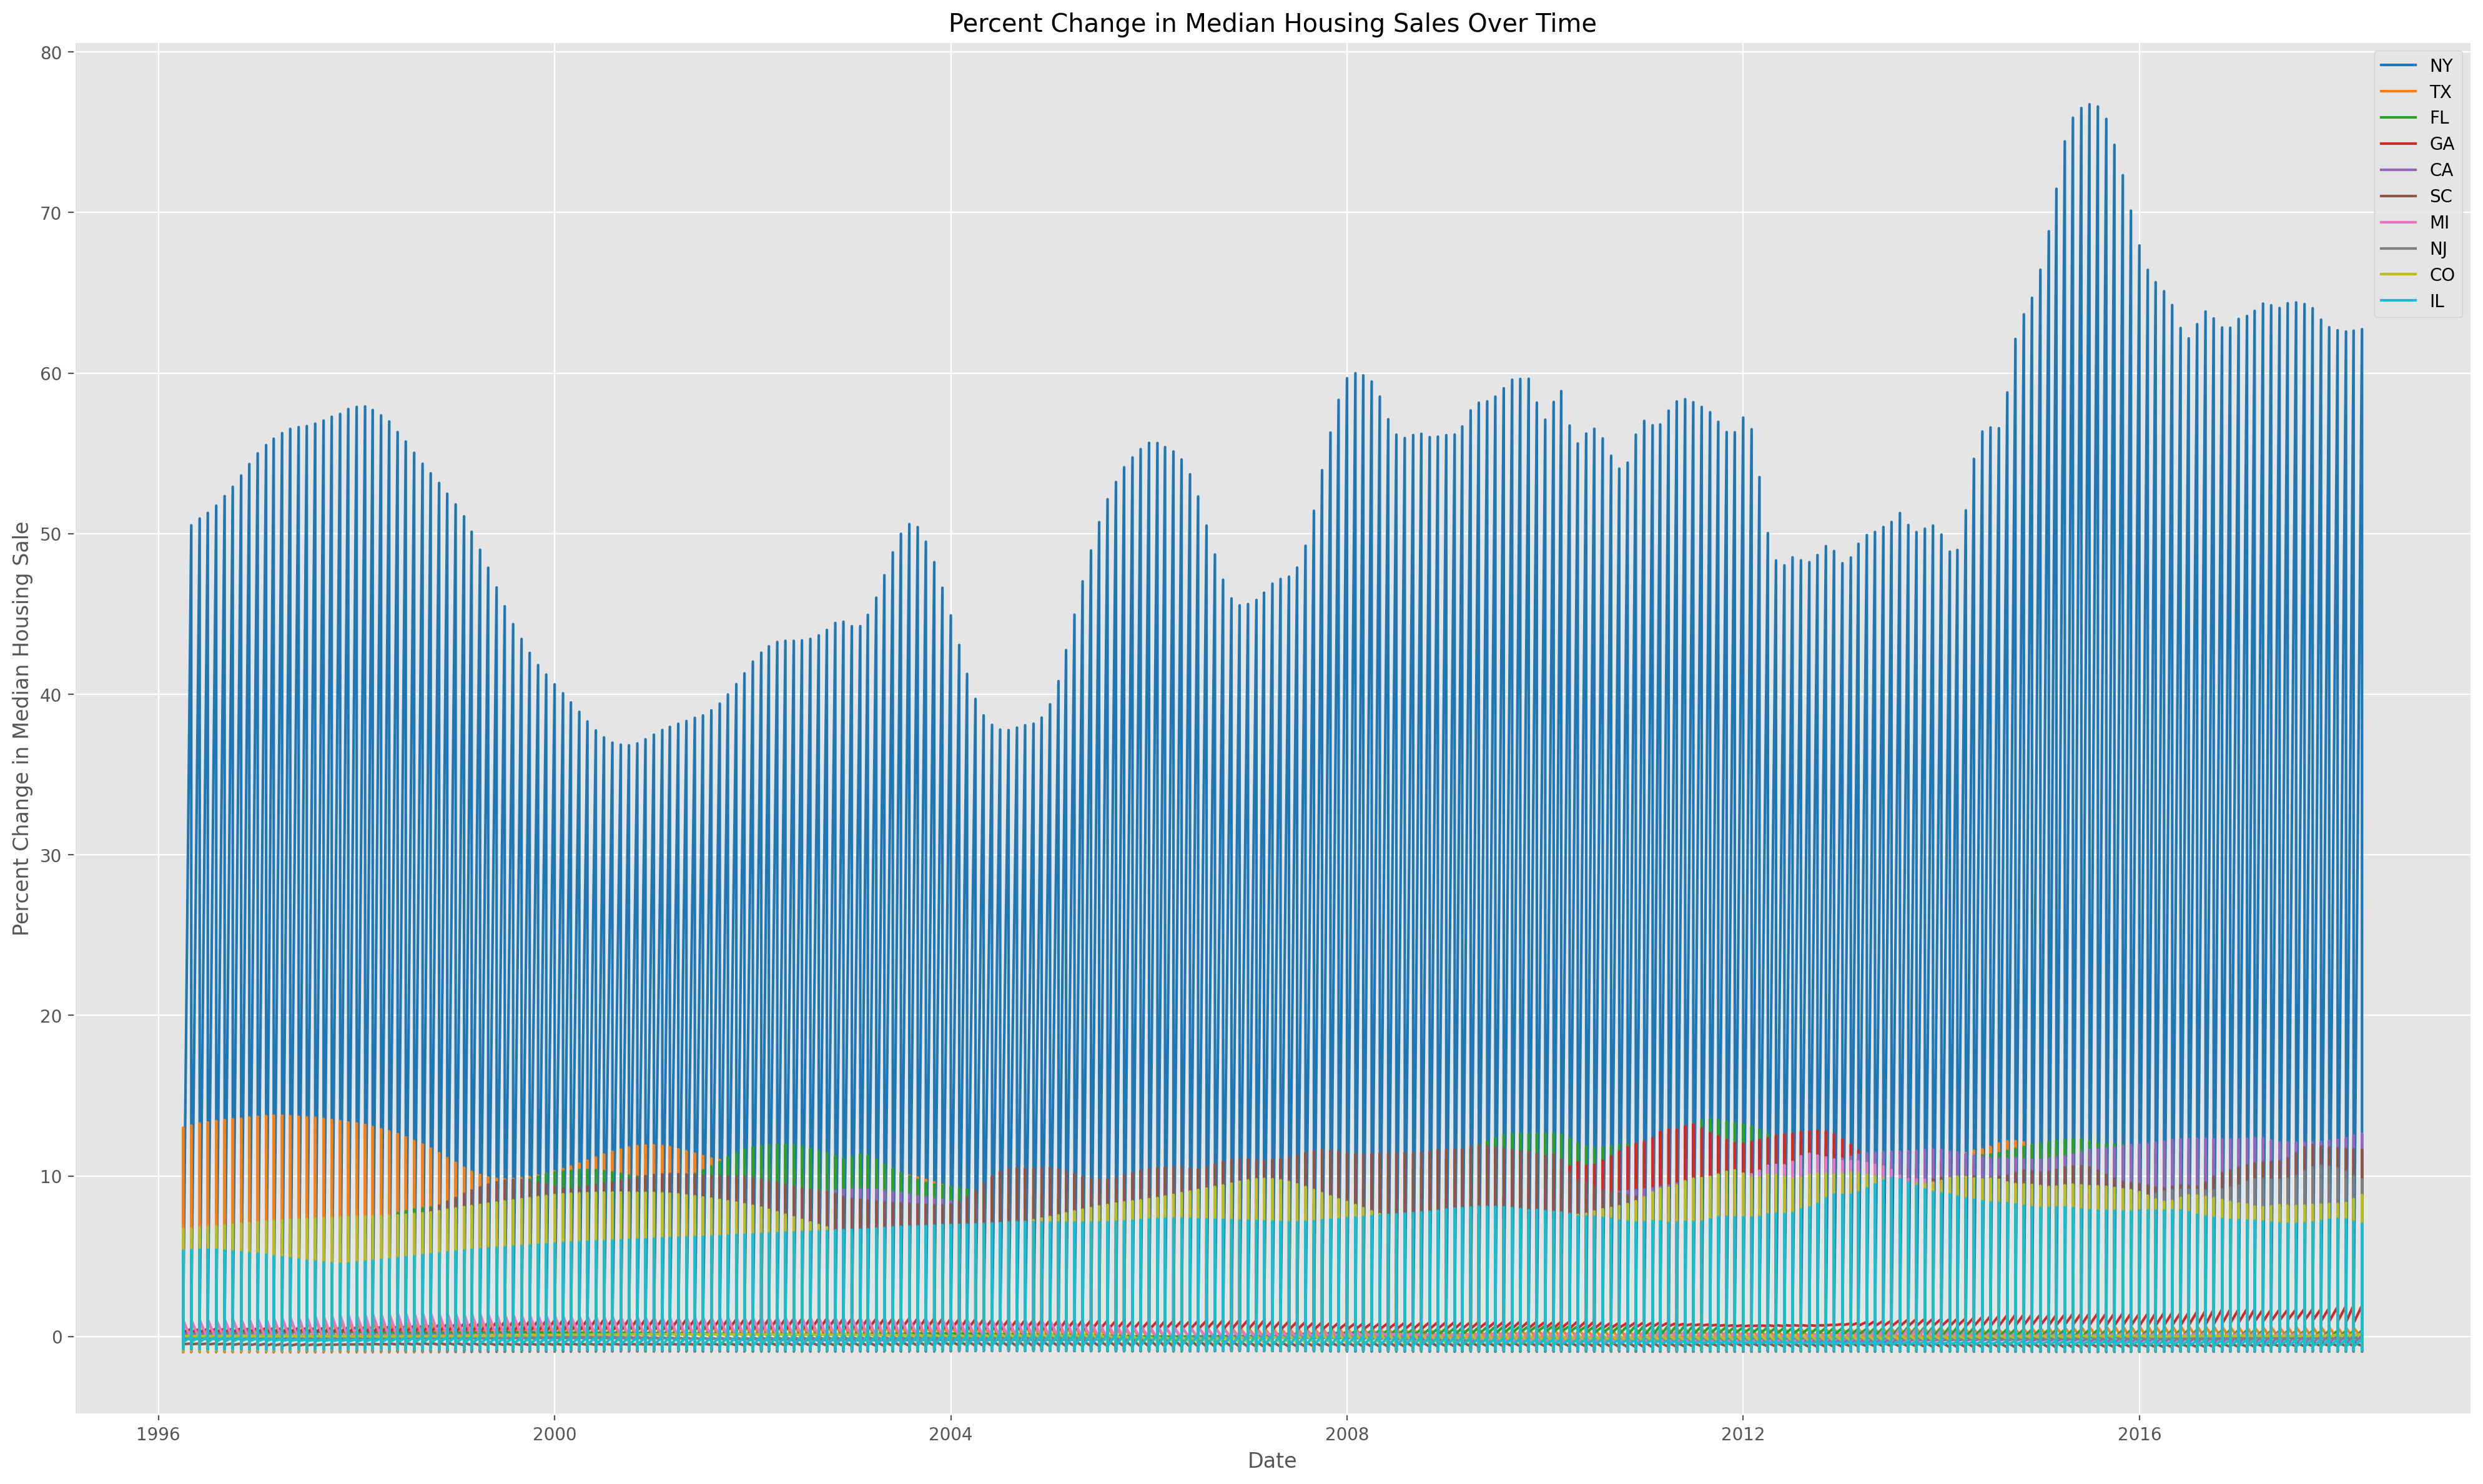 Percent Change in Median Housing Sales Over Time
80
70
60
50
40
30
20
10
0
Percent Change in Median Housing Sale
NY
TX
FL
GA
CA
SC
MI
NJ
CO
IL
1996
2000
2004
2008
2012
2016
Date